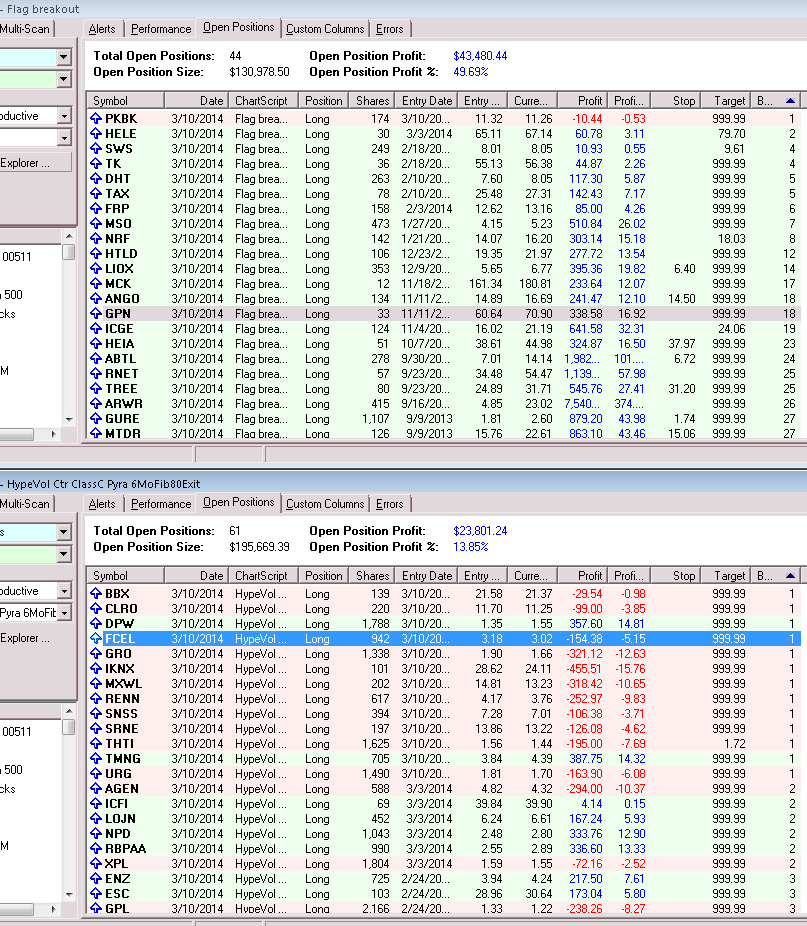 - Flag breakout
Multi-Scan Alerts Performance Open Positions Custom Columns Errors
Total Open Positions: 44 Open Position Profit: $43,480.44
Open Position Size: $130,978.50 Open Position Profit %: 49.69%
Symbol Date ChartScript Position Shares Entry Date Entry ... Curre... Profit Profi... Stop Target B...
oductive PKBK 3/10/2014 Flag brea... Long 174 3/10/20... 11.32 11.26 -10.44 -0.53 999.99 1
HELE 3/10/2014 Flag brea... Long 30 3/3/2014 65.11 67.14 60.78 3.11 79.70 2
SWS 3/10/2014 Flag brea... Long 249 2/18/20... 8.01 8.05 10.93 0.55 9.61 4
Explorer ... TK 3/10/2014 Flag brea... Long 36 2/18/20... 55.13 56.38 44.87 2.26 999.99 4
DHT 3/10/2014 Flag brea... Long 263 2/10/20... 7.60 8.05 117.30 5.87 999.99 5
TAX 3/10/2014 Flag brea... Long 78 2/10/20... 25.48 27.31 142.43 7.17 999.99 5
FRP 3/10/2014 Flag brea... Long 158 2/3/2014 12.62 13.16 85.00 4.26 999.99 6
MSO 3/10/2014 Flag brea... Long 473 1/27/20... 4.15 5.23 510.84 26.02 999.99 7
NRF 3/10/2014 Flag brea... Long 142 1/21/20... 14.07 16.20 303.14 15.18 18.03 8
00511 HTLD 3/10/2014 Flag brea... Long 106 12/23/2... 19.35 21.97 277.72 13.54 999.99 12
LIOX 3/10/2014 Flag brea... Long 353 12/9/20... 5.65 6.77 395.36 19.82 6.40 999.99 14
MCK 3/10/2014 Flag brea... Long 12 11/18/2... 161.34 180.81 233.64 12.07 999.99 17
500 ANGO 3/10/2014 Flag brea... Long 134 11/11/2... 14.89 16.69 241.47 12.10 14.50 999.99 18
cks GPN 3/10/2014 Flag brea... Long 33 11/11/2... 60.64 70.90 338.58 16.92 999.99 18
ICGE 3/10/2014 Flag brea... Long 124 11/4/20... 16.02 21.19 641.58 32.31 24.06 19
HEIA 3/10/2014 Flag brea... Long 51 10/7/20... 38.61 44.98 324.87 16.50 37.97 999.99 23
ABTL 3/10/2014 Flag brea... Long 278 9/30/20... 7.01 14.14 1,982... 101.... 6.72 999.99 24
M RNET 3/10/2014 Flag brea... Long 57 9/23/20... 34.48 54.47 1,139... 57.98 999.99 25
TREE 3/10/2014 Flag brea... Long 80 9/23/20... 24.89 31.71 545.76 27.41 31.20 999.99 25
ARWR 3/10/2014 Flag brea... Long 415 9/16/20... 4.85 23.02 7,540... 374.... 999.99 26
GURE 3/10/2014 Flag brea... Long 1,107 9/9/2013 1.81 2.60 879.20 43.98 1.74 999.99 27
MTDR 3/10/2014 Flag brea... Long 126 9/9/2013 15.76 22.61 863.10 43.46 15.06 999.99 27
- HypeVol Ctr ClassC Pyra 6MoFib80Exit
Multi-Scan Alerts Performance Open Positions Custom Columns Errors
s Total Open Positions: 61 Open Position Profit: $23,801.24
Open Position Size: $195,669.39 Open Position Profit %: 13.85%
Symbol Date ChartScript Position Shares Entry Date Entry ... Curre... Profit Profi... Stop Target B...
oductive BBX 3/10/2014 HypeVol ... Long 139 3/10/20... 21.58 21.37 -29.54 -0.98 999.99 1
Pyra 6MoFit CLRO 3/10/2014 HypeVol ... Long 220 3/10/20... 11.70 11.25 -99.00 -3.85 999.99 1
DPW 3/10/2014 HypeVol ... Long 1,788 3/10/20... 1.35 1.55 357.60 14.81 999.99 1
Explorer ... FCEL 3/10/2014 HypeVol ... Long 942 3/10/20... 3.18 3.02 -154.38 -5.15 999.99 1
GRO 3/10/2014 HypeVol ... Long 1,338 3/10/20... 1.90 1.66 -321.12 -12.63 999.99 1
IKNX 3/10/2014 HypeVol ... Long 101 3/10/20... 28.62 24.11 -455.51 -15.76 999.99 1
MXWL 3/10/2014 HypeVol ... Long 202 3/10/20... 14.81 13.23 -318.42 -10.65 999.99 1
RENN 3/10/2014 HypeVol ... Long 617 3/10/20... 4.17 3.76 -252.97 -9.83 999.99 1
SNSS 3/10/2014 HypeVol ... Long 394 3/10/20... 7.28 7.01 -106.38 -3.71 999.99 1
00511 SRNE 3/10/2014 HypeVol ... Long 197 3/10/20... 13.86 13.22 -126.08 -4.62 999.99 1
THTI 3/10/2014 HypeVol ... Long 1,625 3/10/20... 1.56 1.44 -195.00 -7.69 1.72 1
TMNG 3/10/2014 HypeVol ... Long 705 3/10/20... 3.84 4.39 387.75 14.32 999.99 1
500 URG 3/10/2014 HypeVol ... Long 1,490 3/10/20... 1.81 1.70 -163.90 -6.08 999.99 1
cks AGEN 3/10/2014 HypeVol ... Long 588 3/3/2014 4.82 4.32 -294.00 -10.37 999.99 2
ICFI 3/10/2014 HypeVol ... Long 69 3/3/2014 39.84 39.90 4.14 0.15 999.99 2
LOJN 3/10/2014 HypeVol ... Long 452 3/3/2014 6.24 6.61 167.24 5.93 999.99 2
NPD 3/10/2014 HypeVol ... Long 1,043 3/3/2014 2.48 2.80 333.76 12.90 999.99 2
M RBPAA 3/10/2014 HypeVol ... Long 990 3/3/2014 2.55 2.89 336.60 13.33 999.99 2
XPL 3/10/2014 HypeVol ... Long 1,804 3/3/2014 1.59 1.55 -72.16 -2.52 999.99 2
ENZ 3/10/2014 HypeVol ... Long 725 2/24/20... 3.94 4.24 217.50 7.61 999.99 3
ESC 3/10/2014 HypeVol ... Long 103 2/24/20... 28.96 30.64 173.04 5.80 999.99 3
GPL 3/10/2014 HypeVol ... Long 2,166 2/24/20... 1.33 1.22 -238.26 -8.27 999.99 3